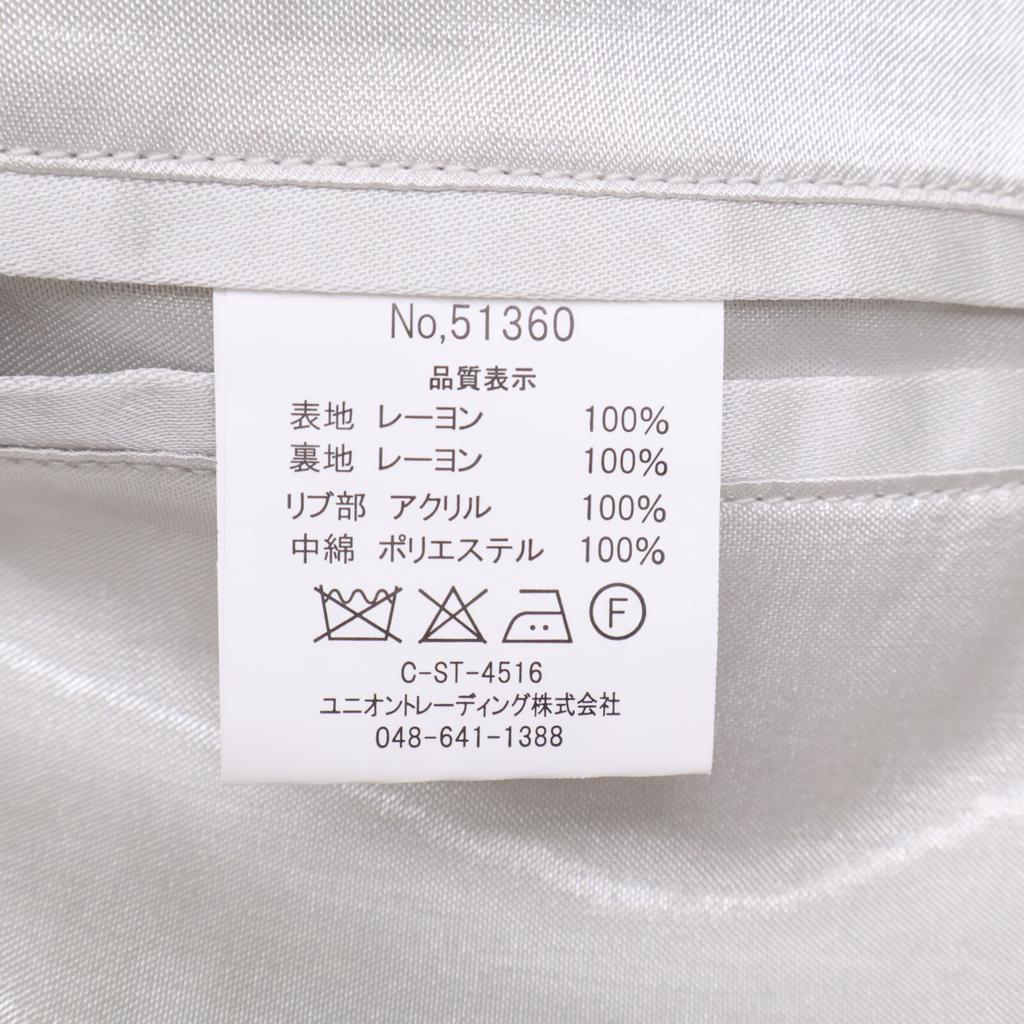 No,51360
品質表示
表地 レーヨン 100%
裏地 レーヨン 100%
リブ部 アクリル 100%
中綿 ポリエステル 100%
F
C-ST-4516
ユニオントレーディング株式会社
048-641-1388